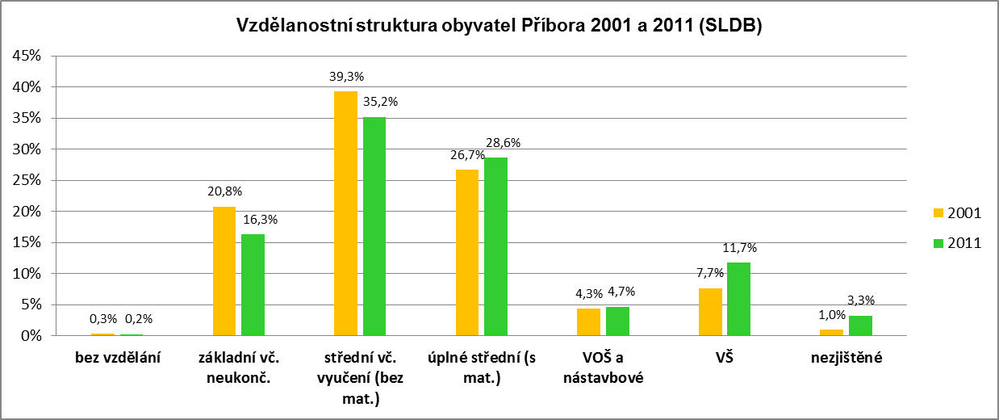 Vzdělanostní struktura obyvatel Příbora 2001 a 2011 (SLDB)
45%
40%
35%
30%
25%
20%
15%
10%
5%
0%
0,3%
0,2%
20,8%
16,3%
39,3%
35,2%
26,7%
28,6%
4,3%
4,7%
7,7%
11,7%
1,0%
3,3%
bez vzdělání
základní vč.
neukonč.
střední vč.
vyučení (bez
mat.)
úplné střední (s
mat.)
VOŠ a
nástavbové
VŠ
nezjištěné
2001
2011